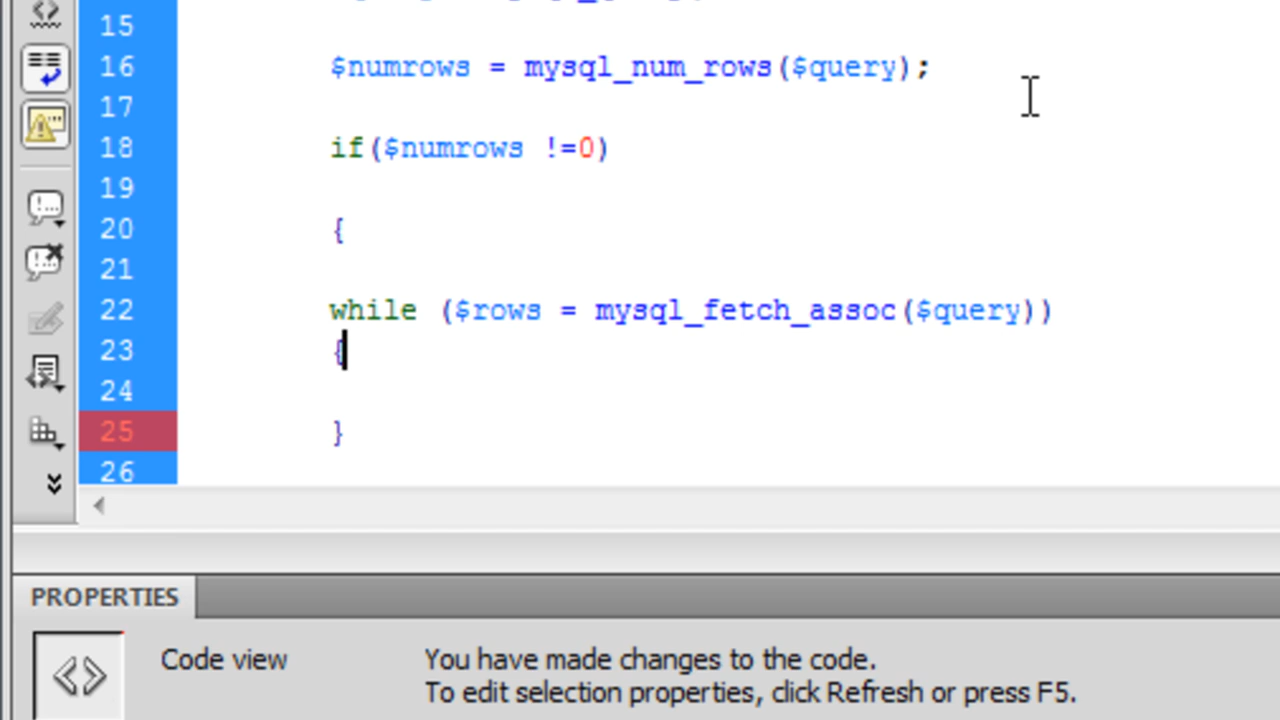 15
16 $numrows = mysql_num_rows($query);
17
18 if($numrows !=0)
19
20 {
21
22 while ($rows = mysql_fetch_assoc($query))
23 {
24
25 }
26
PROPERTIES
Code view You have made changes to the code.
To edit selection properties, click Refresh or press F5.